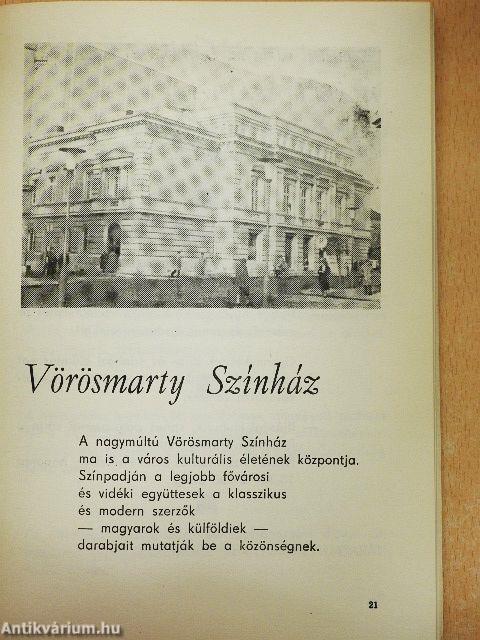 Vörösmarty Színház
A nagymúltú Vörösmarty Színház
ma is a város kulturális életének központja.
Színpadján a legjobb fővárosi
és vidéki együttesek a klasszikus
és modern szerzők
— magyarok és külföldiek —
darabjait mutatják be a közönségnek.
21
Antikvárium.hu